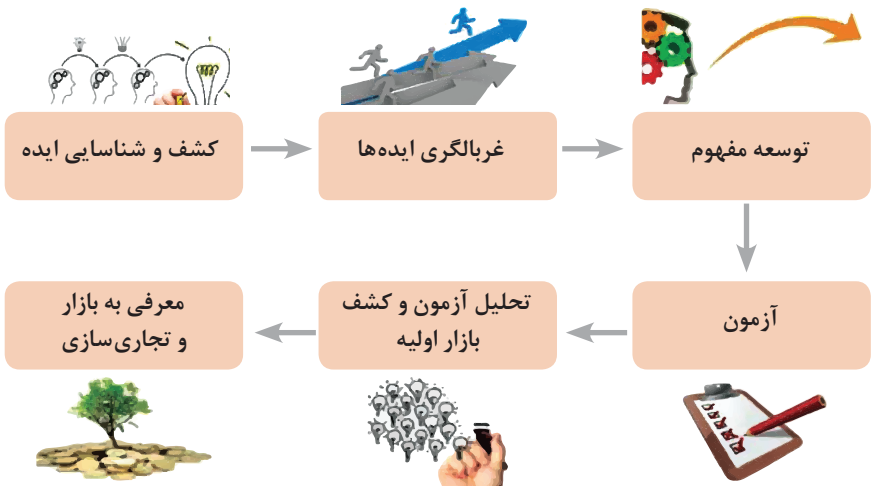 کشف و شناسایی ایده
غربالگری ایده‌ها
توسعه مفهوم
آزمون
تحلیل آزمون و کشف
بازار اولیه
معرفی به بازار
و تجاری‌سازی